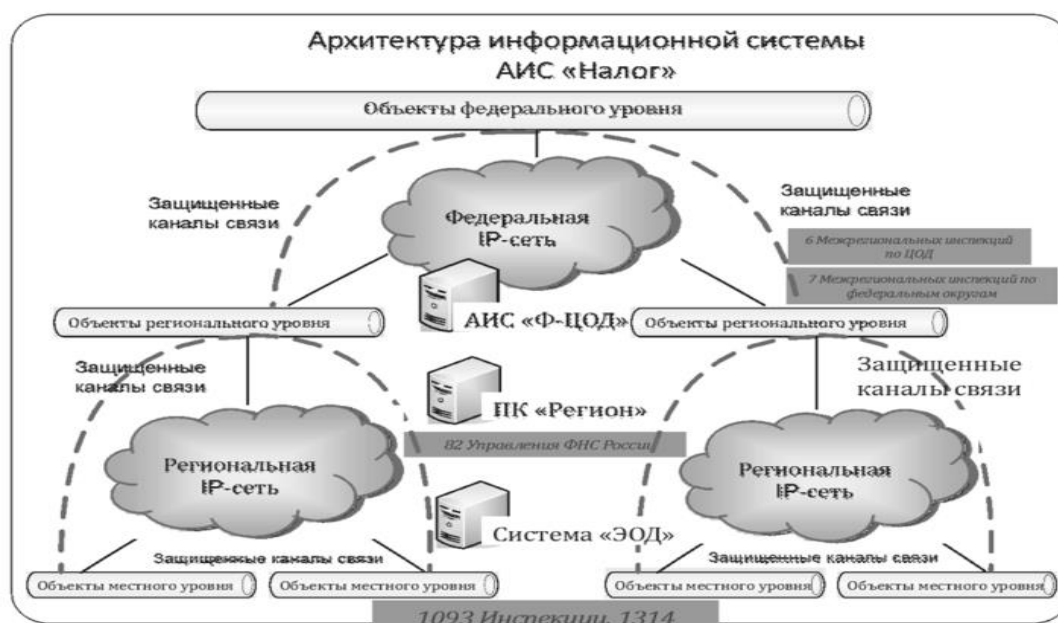 Архитектура информационной системы
АИС «Налог»
Объекты федерального уровня
Защищенные
каналы связи
Защищенные
каналы связи
Федеральная
IP-сеть
6 Межрегиональных инспекций
по ЦОД
7 Межрегиональных инспекций по
федеральным округам
Объекты регионального уровня
АИС «Ф-ЦОД»
Объекты регионального уровня
Защищенные
каналы связи
Защищенные
каналы связи
ПК «Регион»
82 Управления ФНС России
Региональная
IP-сеть
Региональная
IP-сеть
Система «ЭОД»
Защищенные каналы связи
Защищенные каналы связи
Объекты местного уровня
Объекты местного уровня
Объекты местного уровня
Объекты местного уровня
1093 Инспекции, 1314